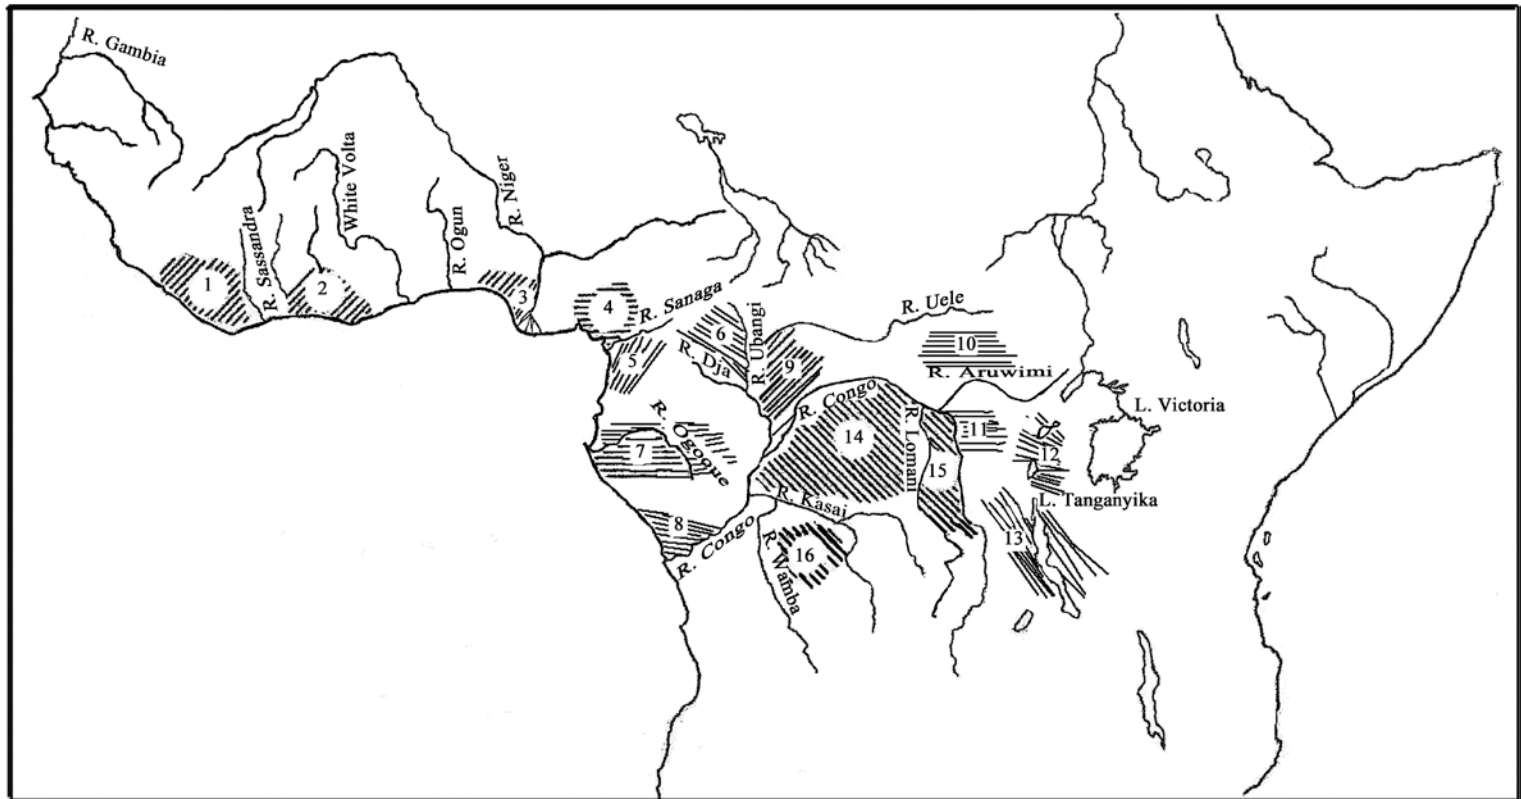 R. Gambia
R. Sassandra
White Volta
R. Ogun
R. Niger
1
2
3
4
R. Sanaga
5
6
R. Dja
R. Ubangi
9
R. Uele
10
R. Aruwimi
R. Congo
L. Victoria
R. Ogoque
7
14
R. Lomani
11
12
15
L. Tanganyika
R. Kasai
8
R. Congo
R. Wamba
16
13